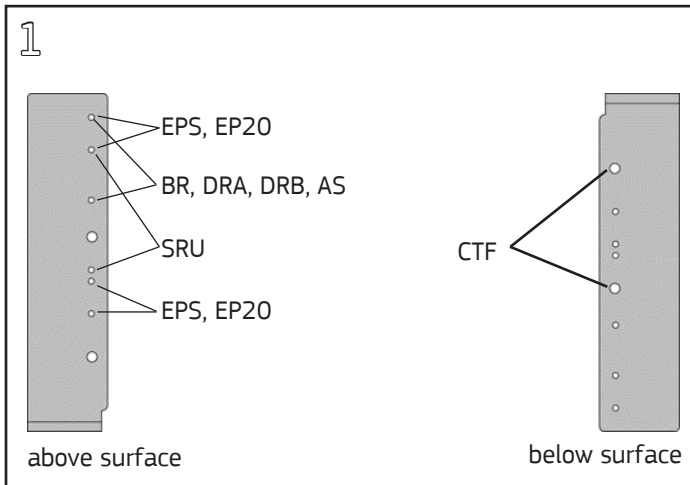 1
EPS, EP20
BR, DRA, DRB, AS
SRU
CTF
EPS, EP20
above surface
below surface